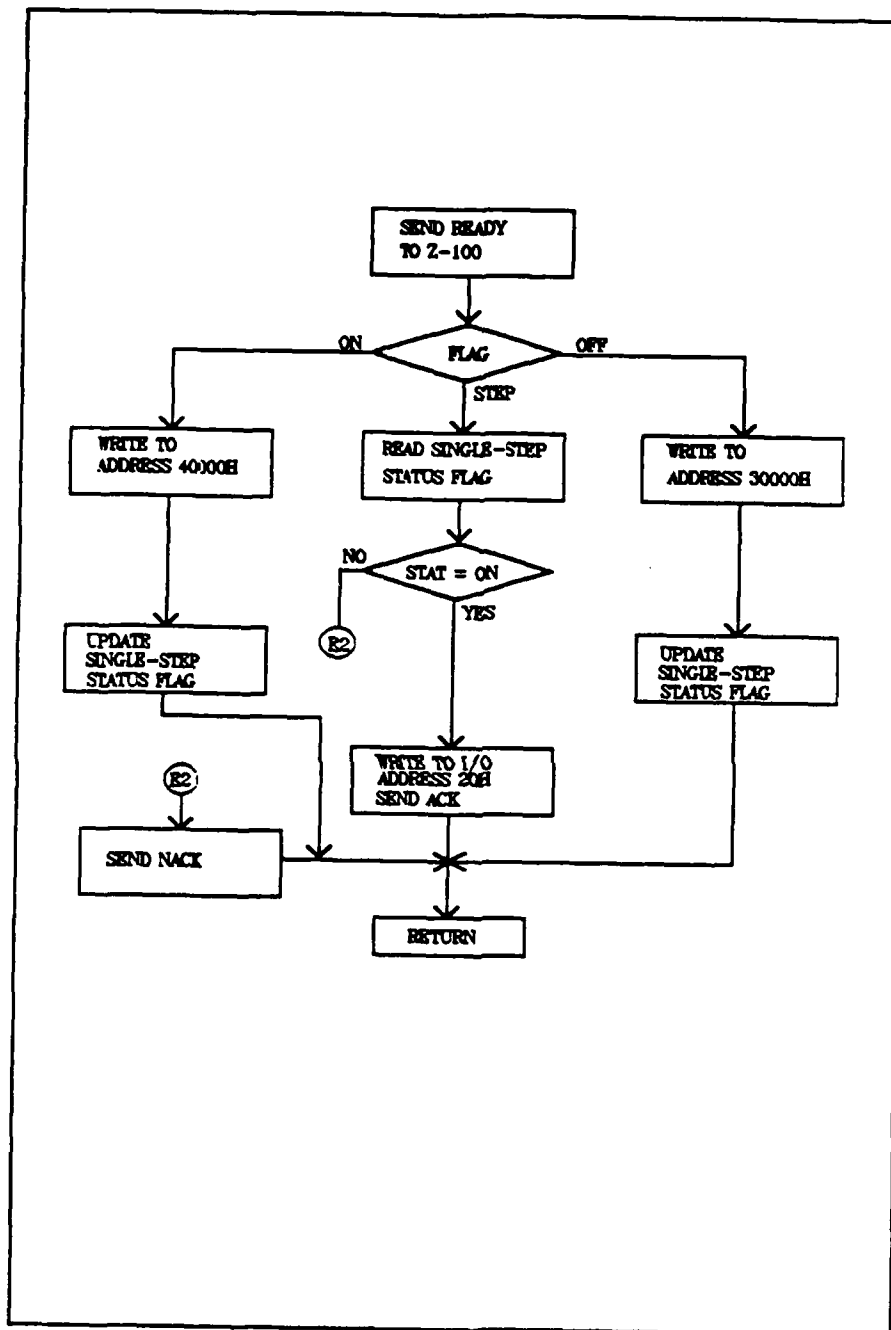 SEND READY
TO Z-100
ON
FLAG
OFF
STEP
WRITE TO
ADDRESS 40000H
READ SINGLE-STEP
STATUS FLAG
WRITE TO
ADDRESS 30000H
NO
STAT = ON
YES
E2
UPDATE
SINGLE-STEP
STATUS FLAG
UPDATE
SINGLE-STEP
STATUS FLAG
E2
WRITE TO I/O
ADDRESS 20H
SEND ACK
SEND NACK
RETURN